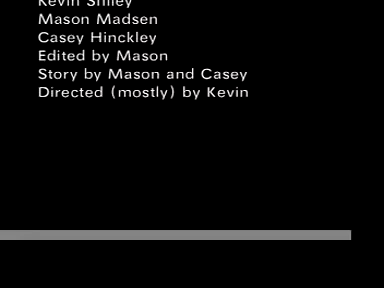 Kevin
Mason Madsen
Casey Hinckley
Edited by Mason
Story by Mason and Casey
Directed (mostly) by Kevin